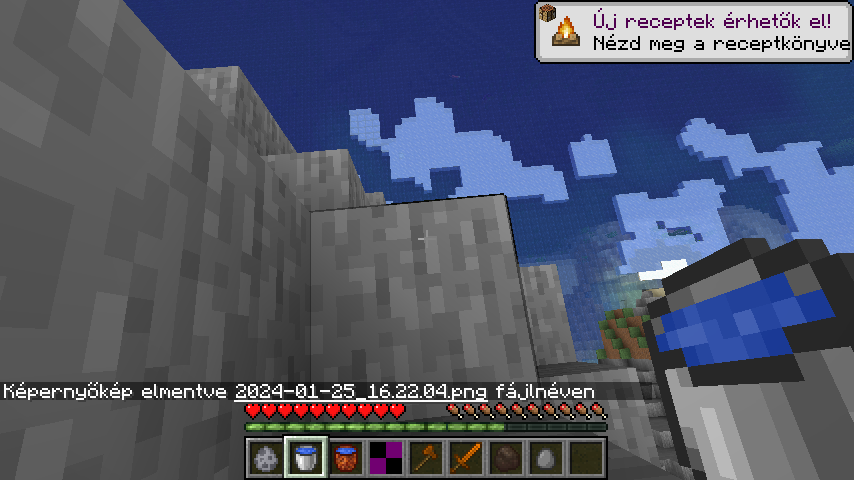 Új receptek érhetők el!
Nézd meg a receptkönyve
Képernyőkép elmentve 2024-01-25_16.22.04.png fájlnéven